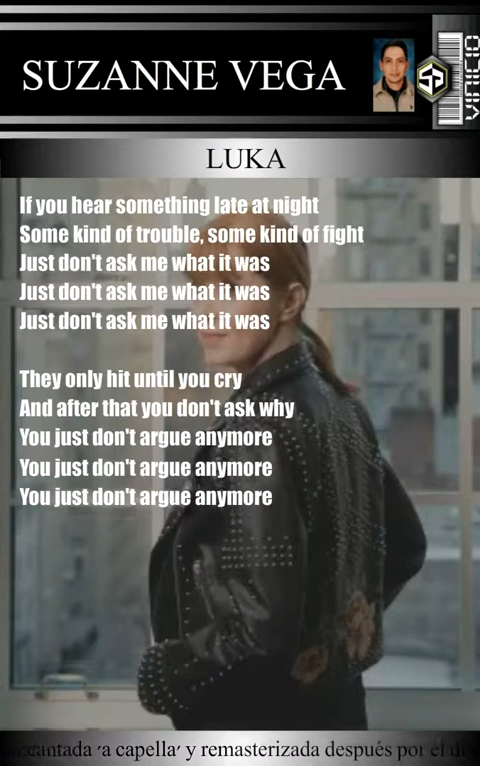 SUZANNE VEGA
VINICIO
LUKA
If you hear something late at night
Some kind of trouble, some kind of fight
Just don't ask me what it was
Just don't ask me what it was
Just don't ask me what it was
They only hit until you cry
And after that you don't ask why
You just don't argue anymore
You just don't argue anymore
You just don't argue anymore
cantada 'a capella' y remasterizada después por el